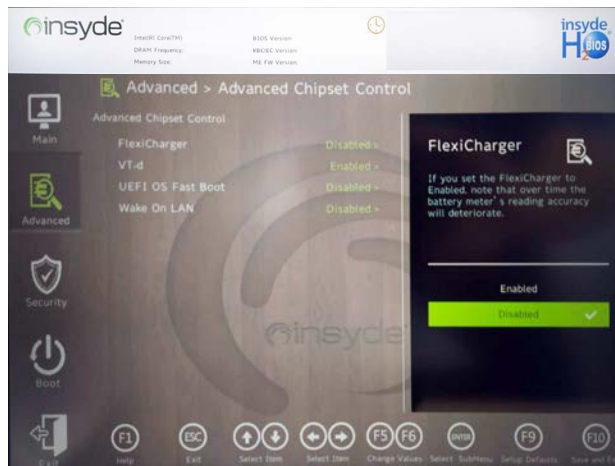 insyde
insyde
H2O BIOS
Intel(R) Core(TM)
DRAM Frequency:
Memory Size:
BIOS Version
KBC/EC Version
ME FW Version
Advanced > Advanced Chipset Control
Main
Advanced
Security
Boot
Exit
Advanced Chipset Control
FlexiCharger Disabled >
VT-d Enabled >
UEFI OS Fast Boot Disabled >
Wake On LAN Disabled >
insyde
FlexiCharger
If you set the FlexiCharger to
Enabled, note that over time the
battery meter's reading accuracy
will deteriorate.
Enabled
Disabled
F1 ESC F5 F6 ENTER F9 F10
Help Exit Select Item Select Item Change Values Select SubMenu Setup Defaults Save and